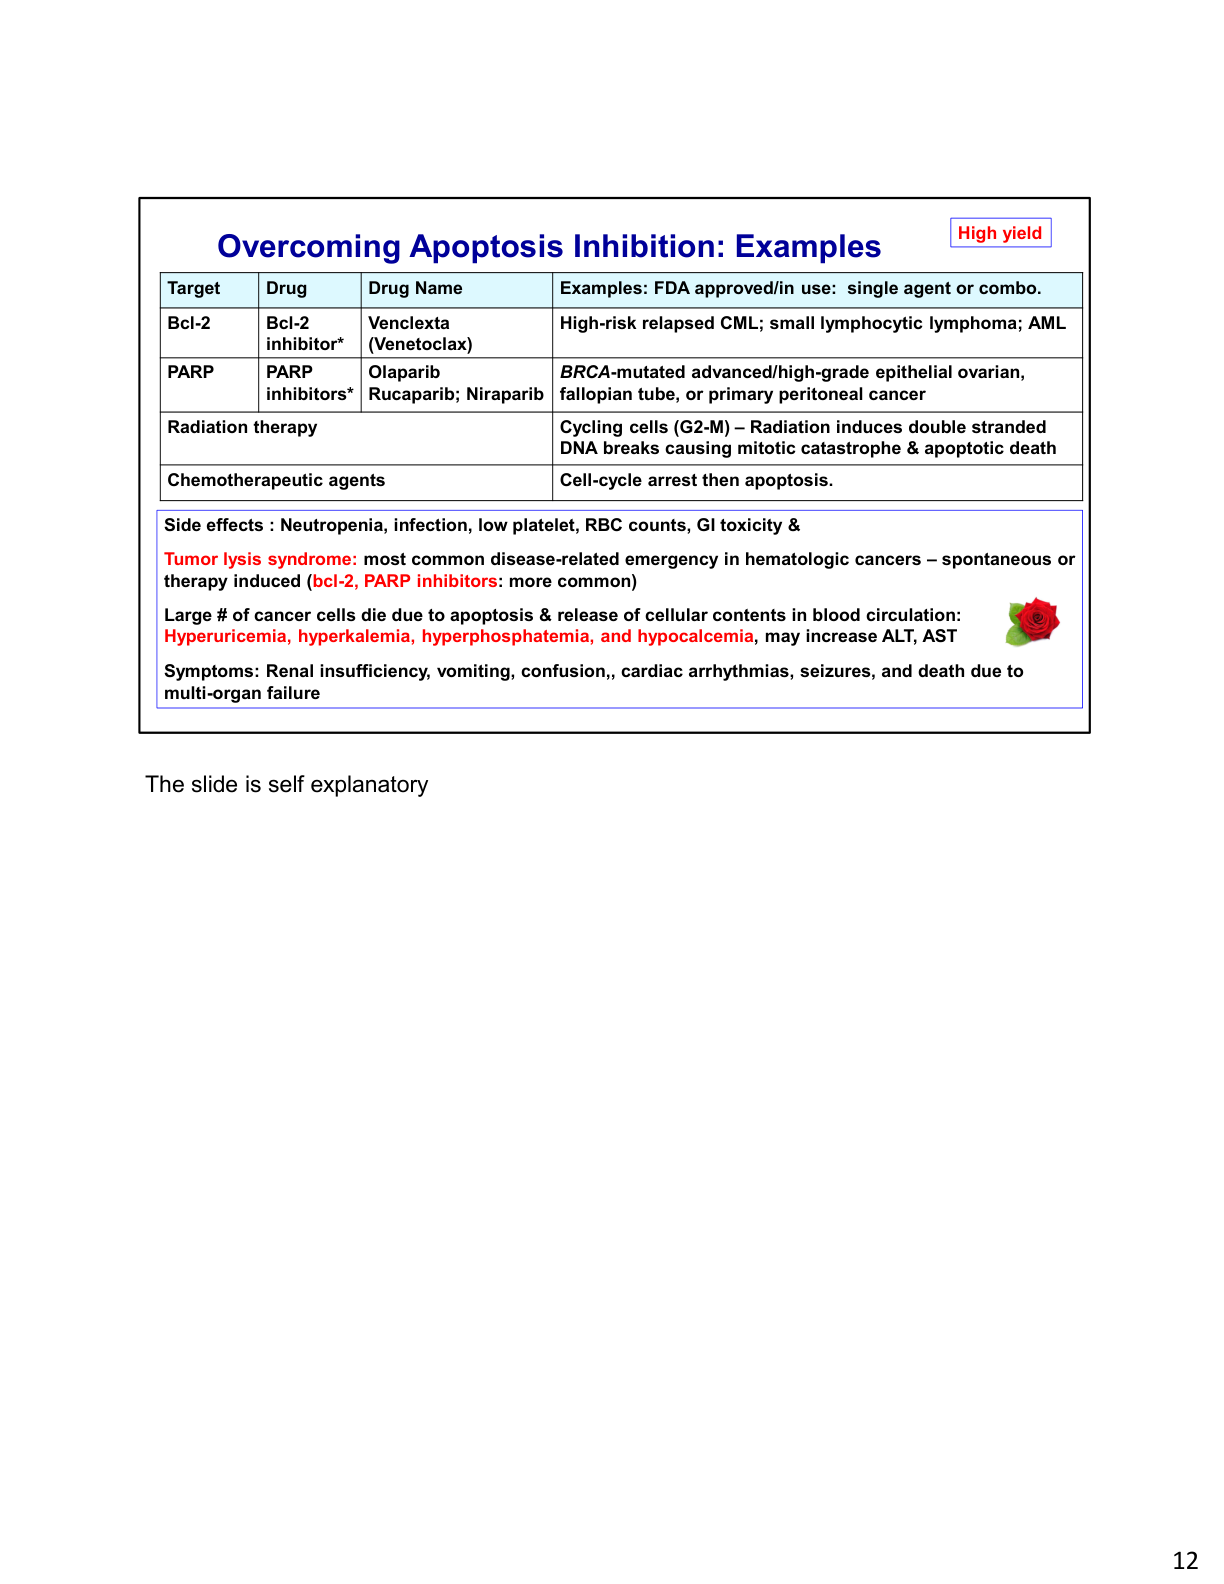 High yield
Overcoming Apoptosis Inhibition: Examples
Target Drug Drug Name Examples: FDA approved/in use: single agent or combo.
Bcl-2 Bcl-2 Venclexta High-risk relapsed CML; small lymphocytic lymphoma; AML
inhibitor* (Venetoclax)
PARP PARP Olaparib BRCA-mutated advanced/high-grade epithelial ovarian,
inhibitors* Rucaparib; Niraparib fallopian tube, or primary peritoneal cancer
Radiation therapy Cycling cells (G2-M) – Radiation induces double stranded
DNA breaks causing mitotic catastrophe & apoptotic death
Chemotherapeutic agents Cell-cycle arrest then apoptosis.
Side effects : Neutropenia, infection, low platelet, RBC counts, GI toxicity &
Tumor lysis syndrome: most common disease-related emergency in hematologic cancers – spontaneous or
therapy induced (bcl-2, PARP inhibitors: more common)
Large # of cancer cells die due to apoptosis & release of cellular contents in blood circulation:
Hyperuricemia, hyperkalemia, hyperphosphatemia, and hypocalcemia, may increase ALT, AST
Symptoms: Renal insufficiency, vomiting, confusion,, cardiac arrhythmias, seizures, and death due to
multi-organ failure
The slide is self explanatory
12